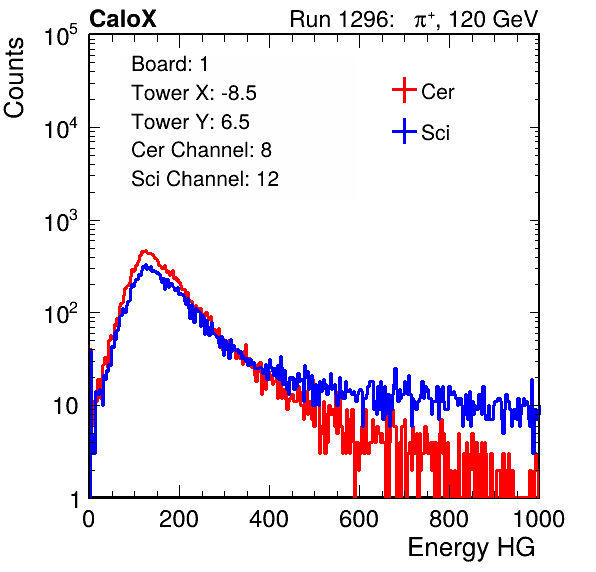 CaloX Run 1296: π⁺, 120 GeV
Counts
Board: 1
Tower X: -8.5
Tower Y: 6.5
Cer Channel: 8
Sci Channel: 12
Cer
Sci
10⁵
10⁴
10³
10²
10
1
0 200 400 600 800 1000
Energy HG